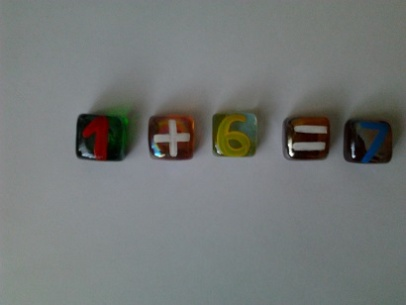 1 + 6 = 7